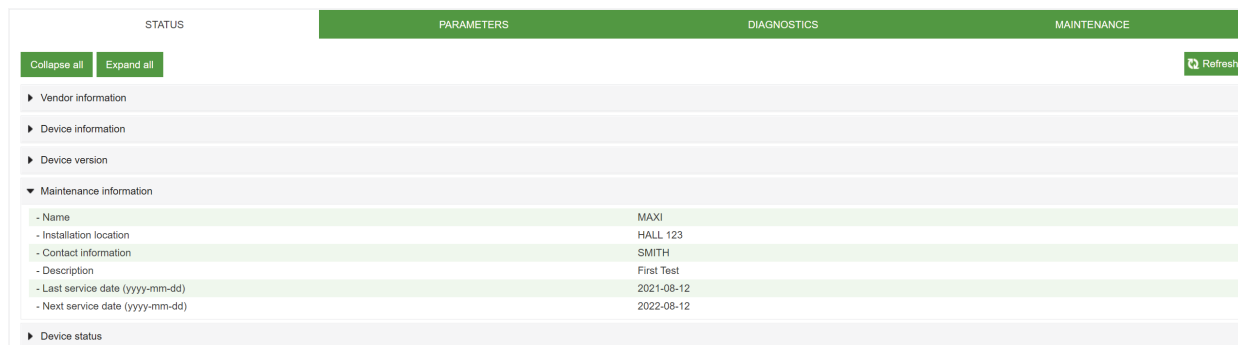 STATUS PARAMETERS DIAGNOSTICS MAINTENANCE
Collapse all Expand all Refresh
Vendor information
Device information
Device version
Maintenance information
- Name MAXI
- Installation location HALL 123
- Contact information SMITH
- Description First Test
- Last service date (yyyy-mm-dd) 2021-08-12
- Next service date (yyyy-mm-dd) 2022-08-12
Device status